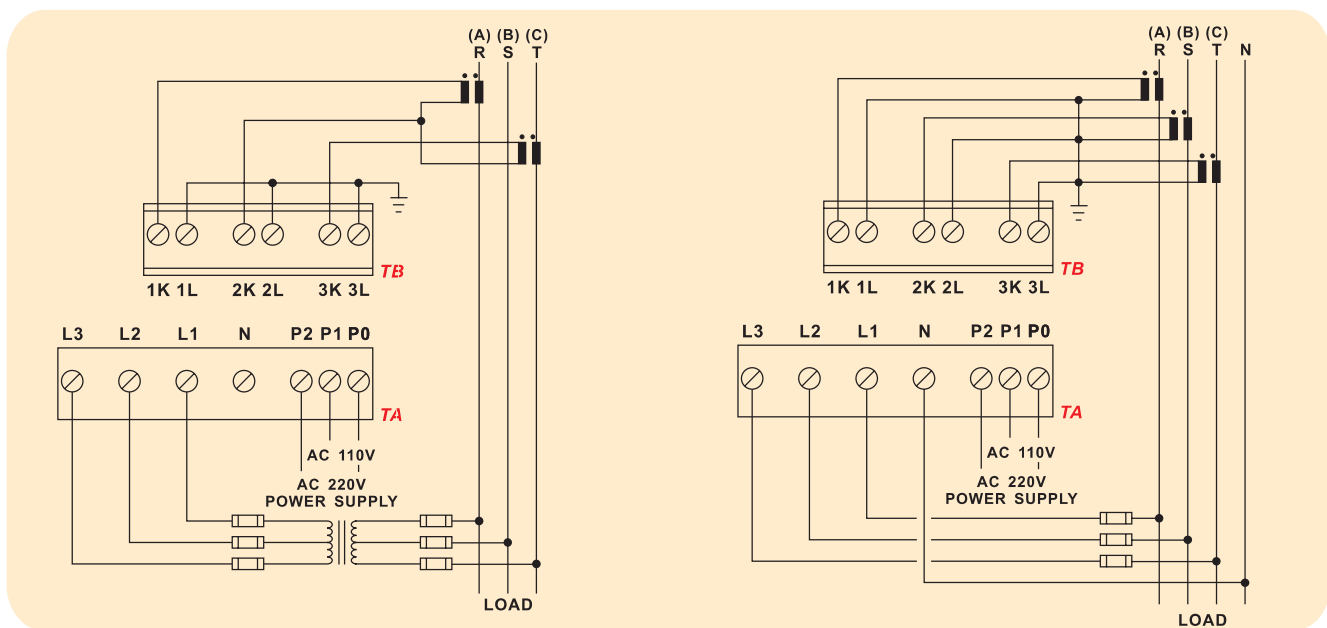 (A) (B) (C)
R S T
TB
1K 1L 2K 2L 3K 3L
L3 L2 L1 N P2 P1 P0
TA
AC 110V
AC 220V
POWER SUPPLY
LOAD
(A) (B) (C)
R S T N
TB
1K 1L 2K 2L 3K 3L
L3 L2 L1 N P2 P1 P0
TA
AC 110V
AC 220V
POWER SUPPLY
LOAD